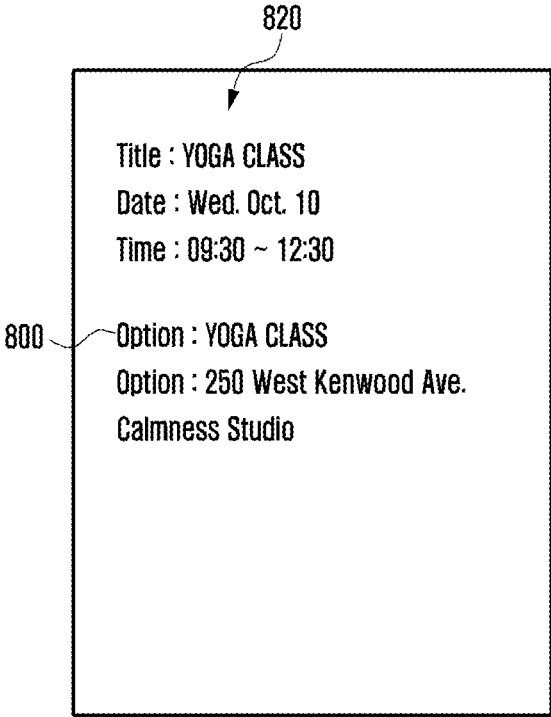 820
Title : YOGA CLASS
Date : Wed. Oct. 10
Time : 09:30 ~ 12:30
800
Option : YOGA CLASS
Option : 250 West Kenwood Ave.
Calmness Studio